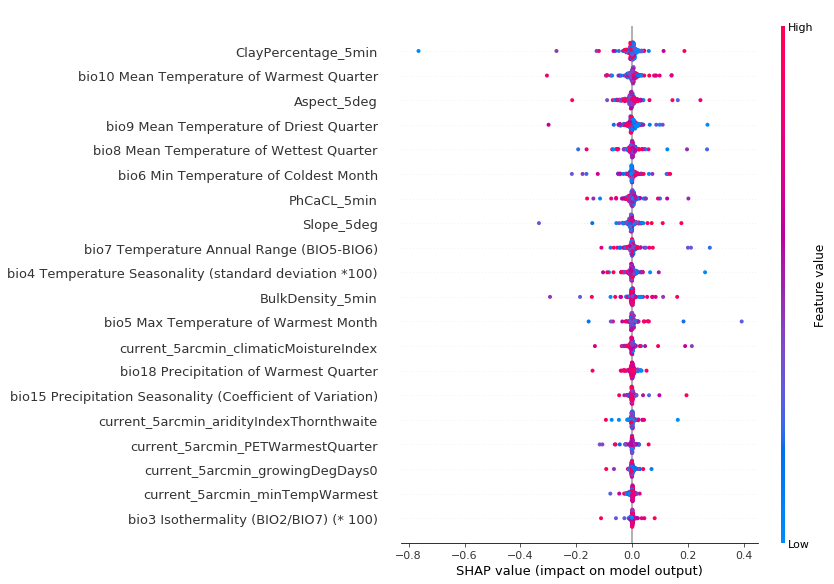 High
ClayPercentage_5min
bio10 Mean Temperature of Warmest Quarter
Aspect_5deg
bio9 Mean Temperature of Driest Quarter
bio8 Mean Temperature of Wettest Quarter
bio6 Min Temperature of Coldest Month
PhCaCL_5min
Slope_5deg
bio7 Temperature Annual Range (BIO5-BIO6)
bio4 Temperature Seasonality (standard deviation *100)
BulkDensity_5min
bio5 Max Temperature of Warmest Month
current_5arcmin_climaticMoistureIndex
bio18 Precipitation of Warmest Quarter
bio15 Precipitation Seasonality (Coefficient of Variation)
current_5arcmin_aridityIndexThornthwaite
current_5arcmin_PETWarmestQuarter
current_5arcmin_growingDegDays0
current_5arcmin_minTempWarmest
bio3 Isothermality (BIO2/BIO7) (* 100)
Feature value
Low
−0.8 −0.6 −0.4 −0.2 0.0 0.2 0.4
SHAP value (impact on model output)